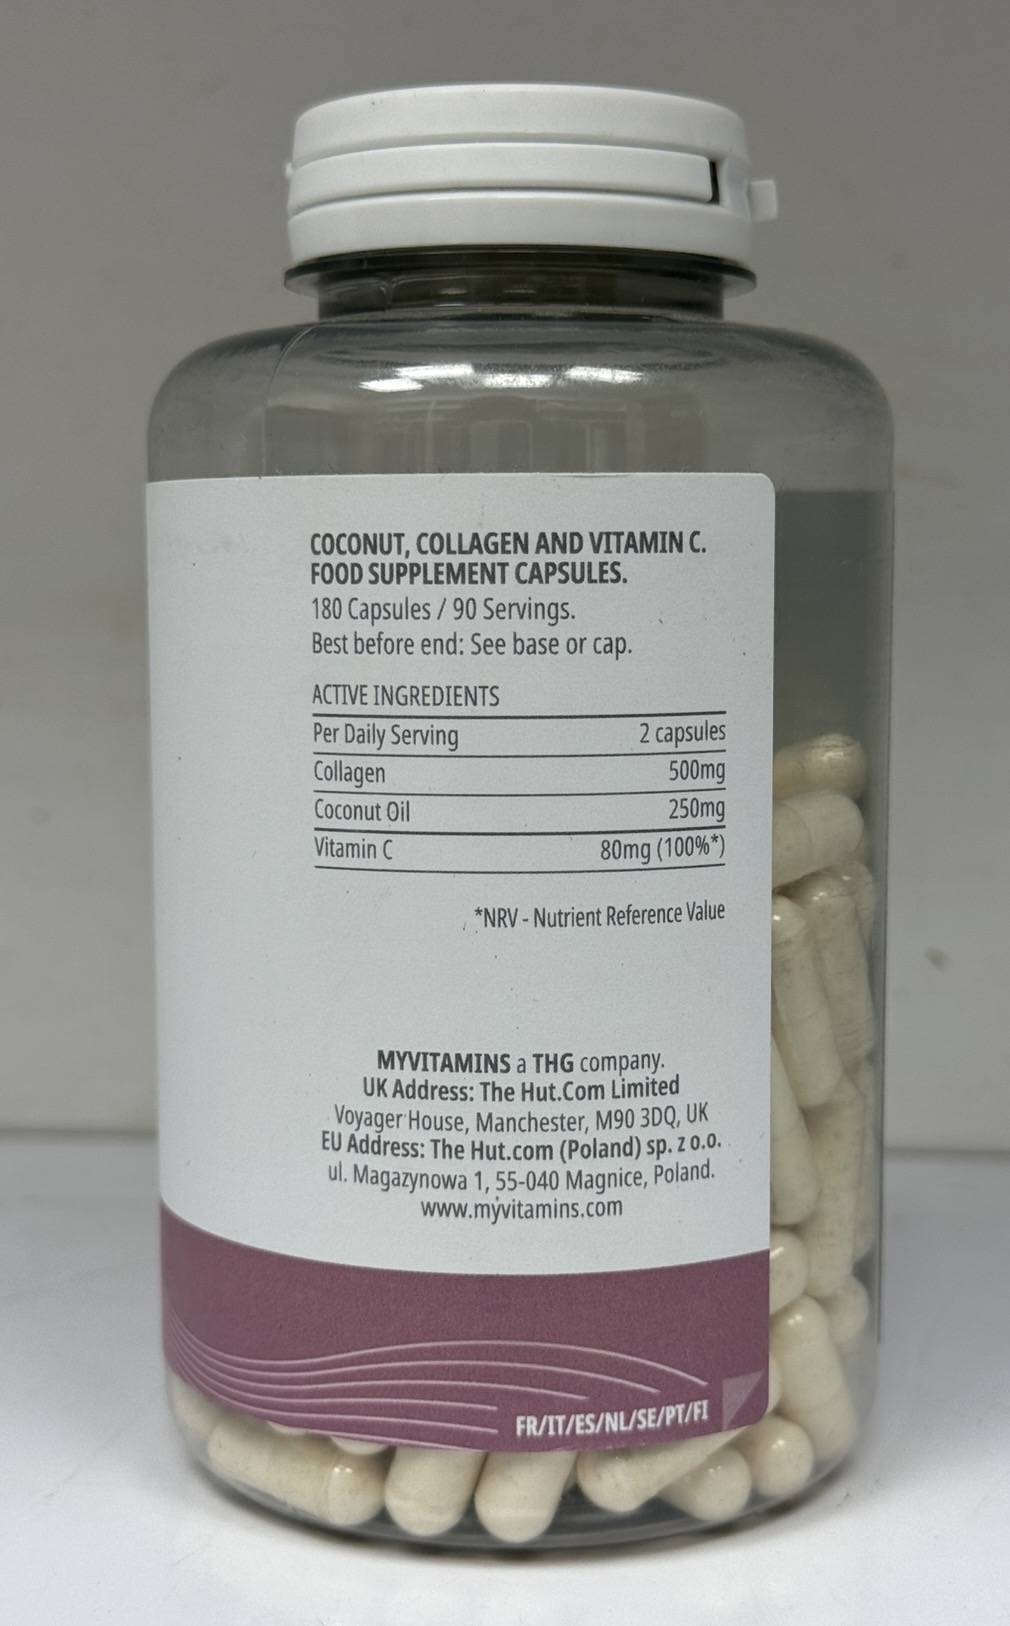 COCONUT, COLLAGEN AND VITAMIN C.
FOOD SUPPLEMENT CAPSULES.
180 Capsules / 90 Servings.
Best before end: See base or cap.
ACTIVE INGREDIENTS
Per Daily Serving 2 capsules
Collagen 500mg
Coconut Oil 250mg
Vitamin C 80mg (100%*)
*NRV - Nutrient Reference Value
MYVITAMINS a THG company.
UK Address: The Hut.Com Limited
Voyager House, Manchester, M90 3DQ, UK
EU Address: The Hut.com (Poland) sp. z o.o.
ul. Magazynowa 1, 55-040 Magnice, Poland.
www.myvitamins.com
FR/IT/ES/NL/SE/PT/FI